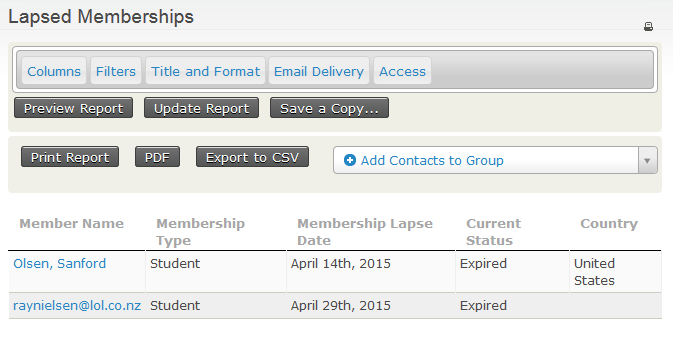 Lapsed Memberships
Columns Filters Title and Format Email Delivery Access
Preview Report Update Report Save a Copy...
Print Report PDF Export to CSV Add Contacts to Group
Member Name Membership Type Membership Lapse Date Current Status Country
Olsen, Sanford Student April 14th, 2015 Expired United States
raynielsen@lol.co.nz Student April 29th, 2015 Expired